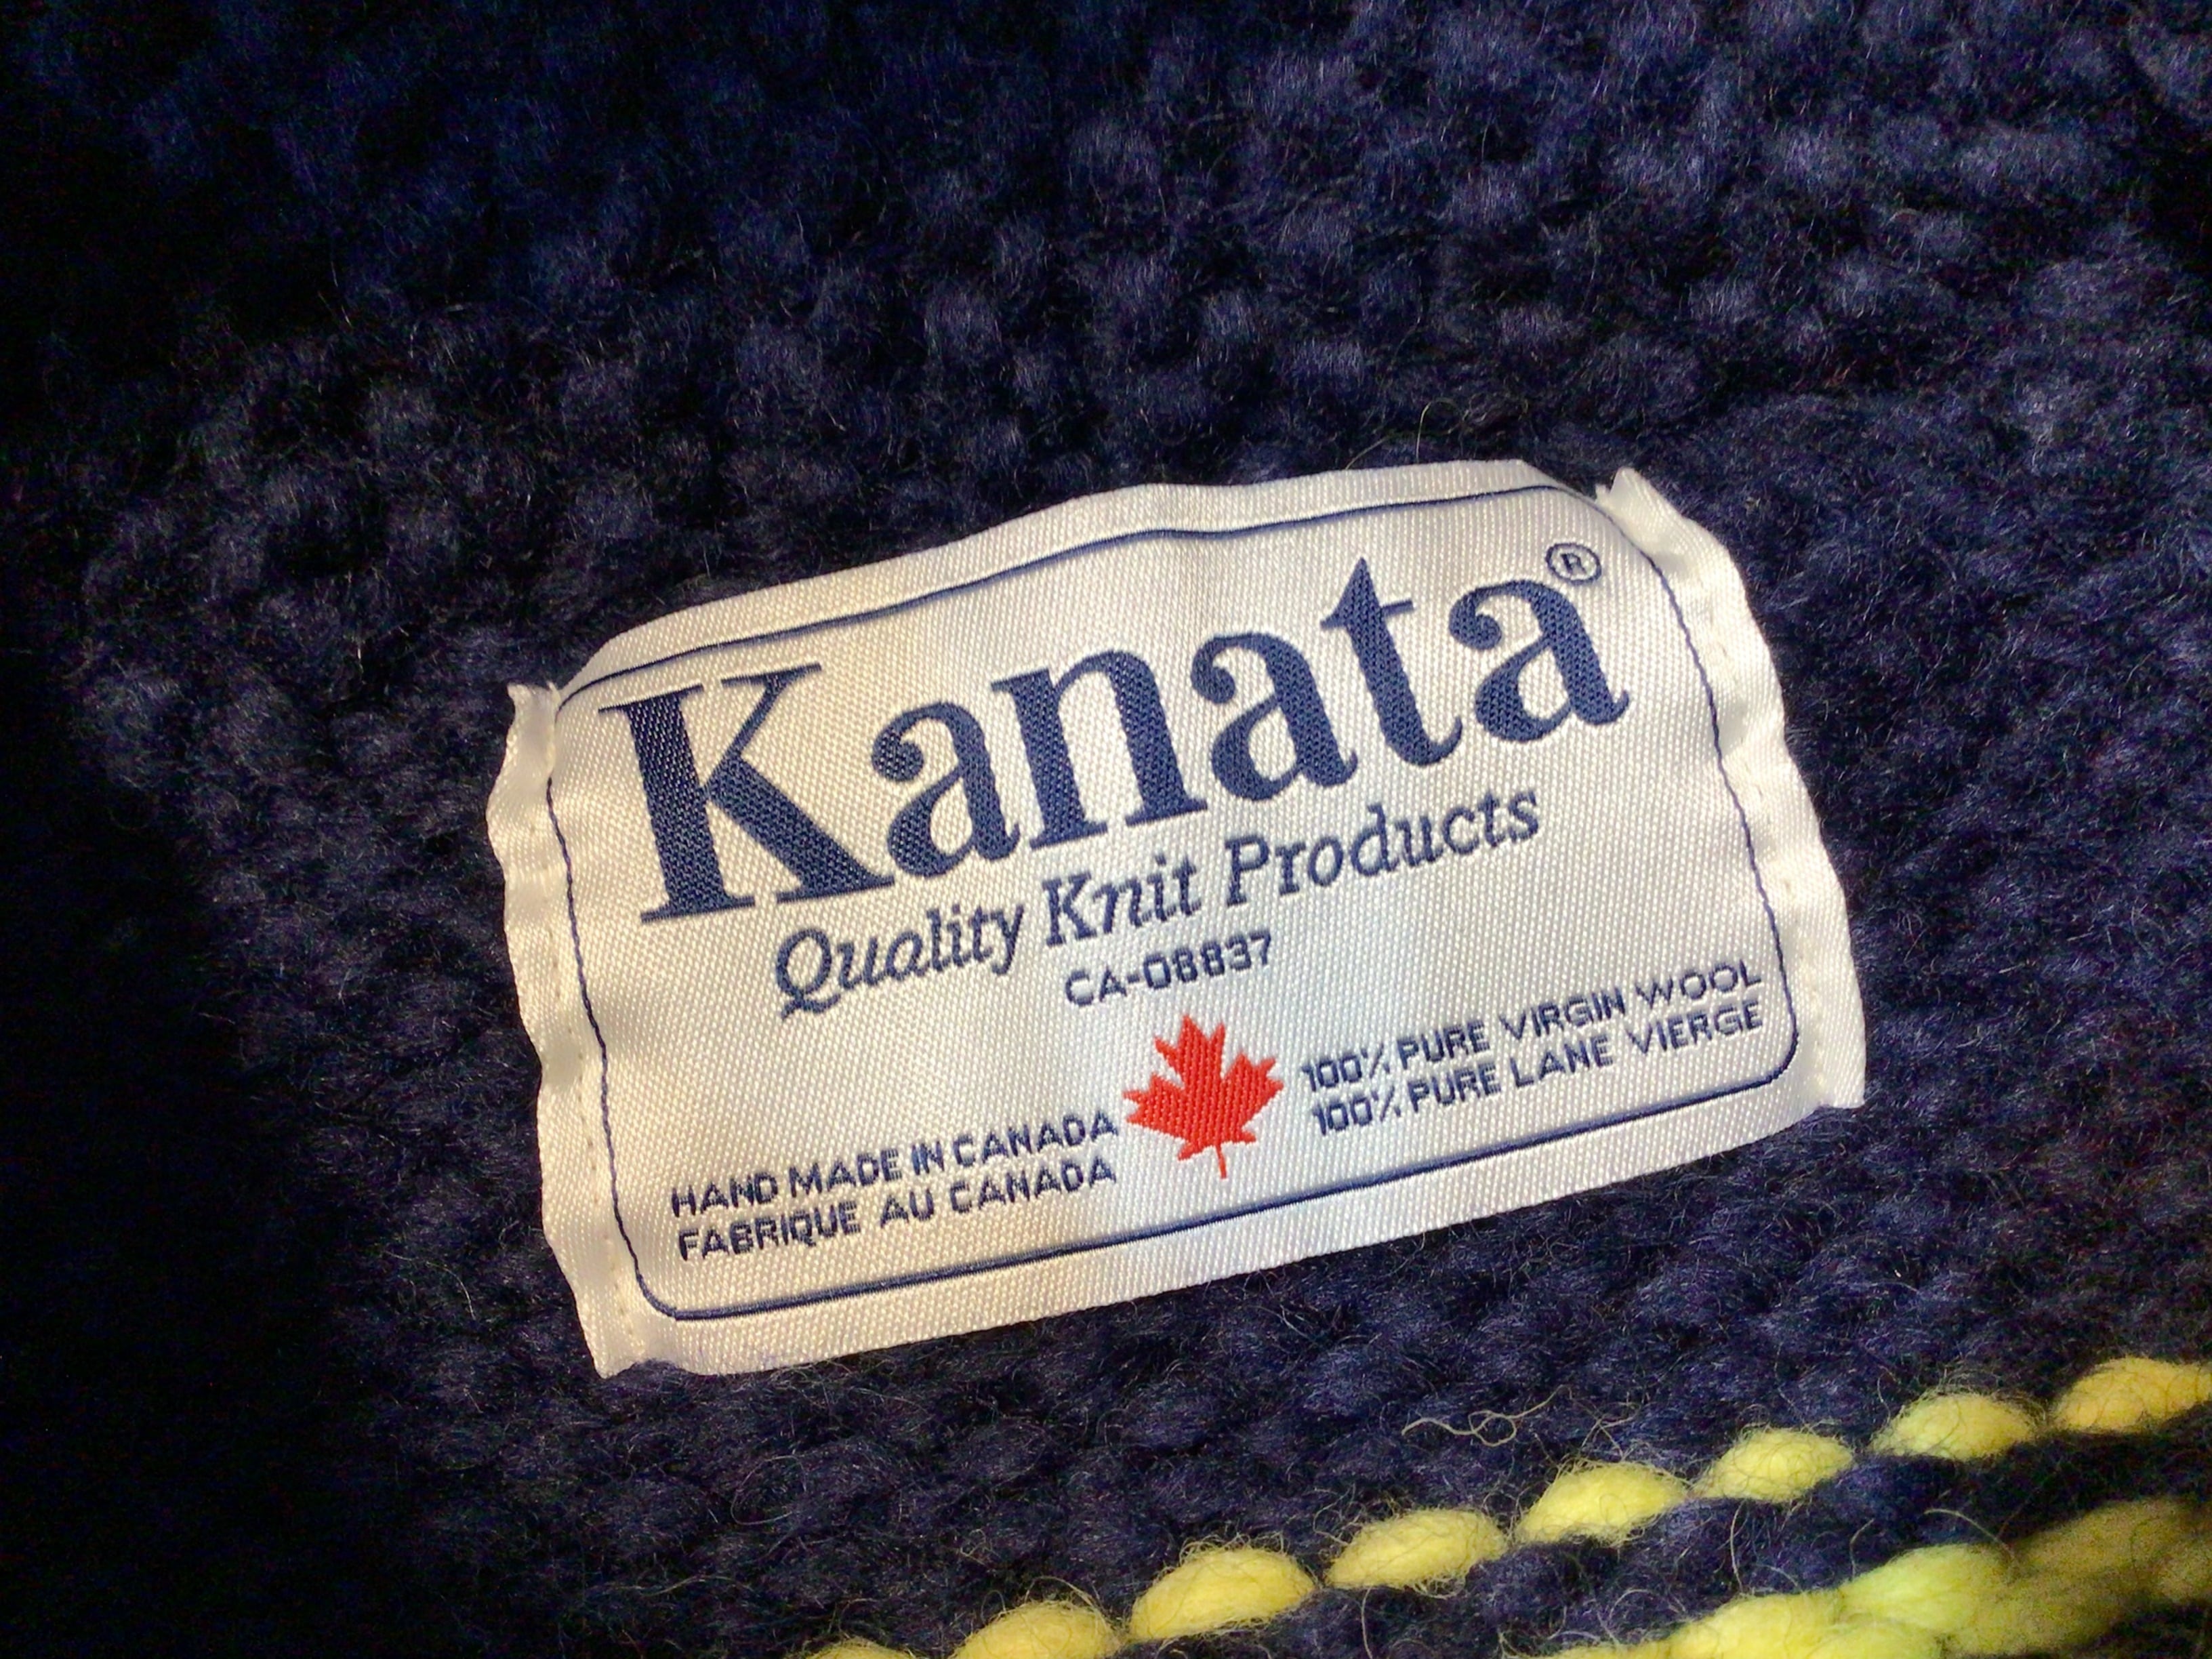 Kanata®
Quality Knit Products
CA-08837
HAND MADE IN CANADA
FABRIQUE AU CANADA
100% PURE VIRGIN WOOL
100% PURE LANE VIERGE